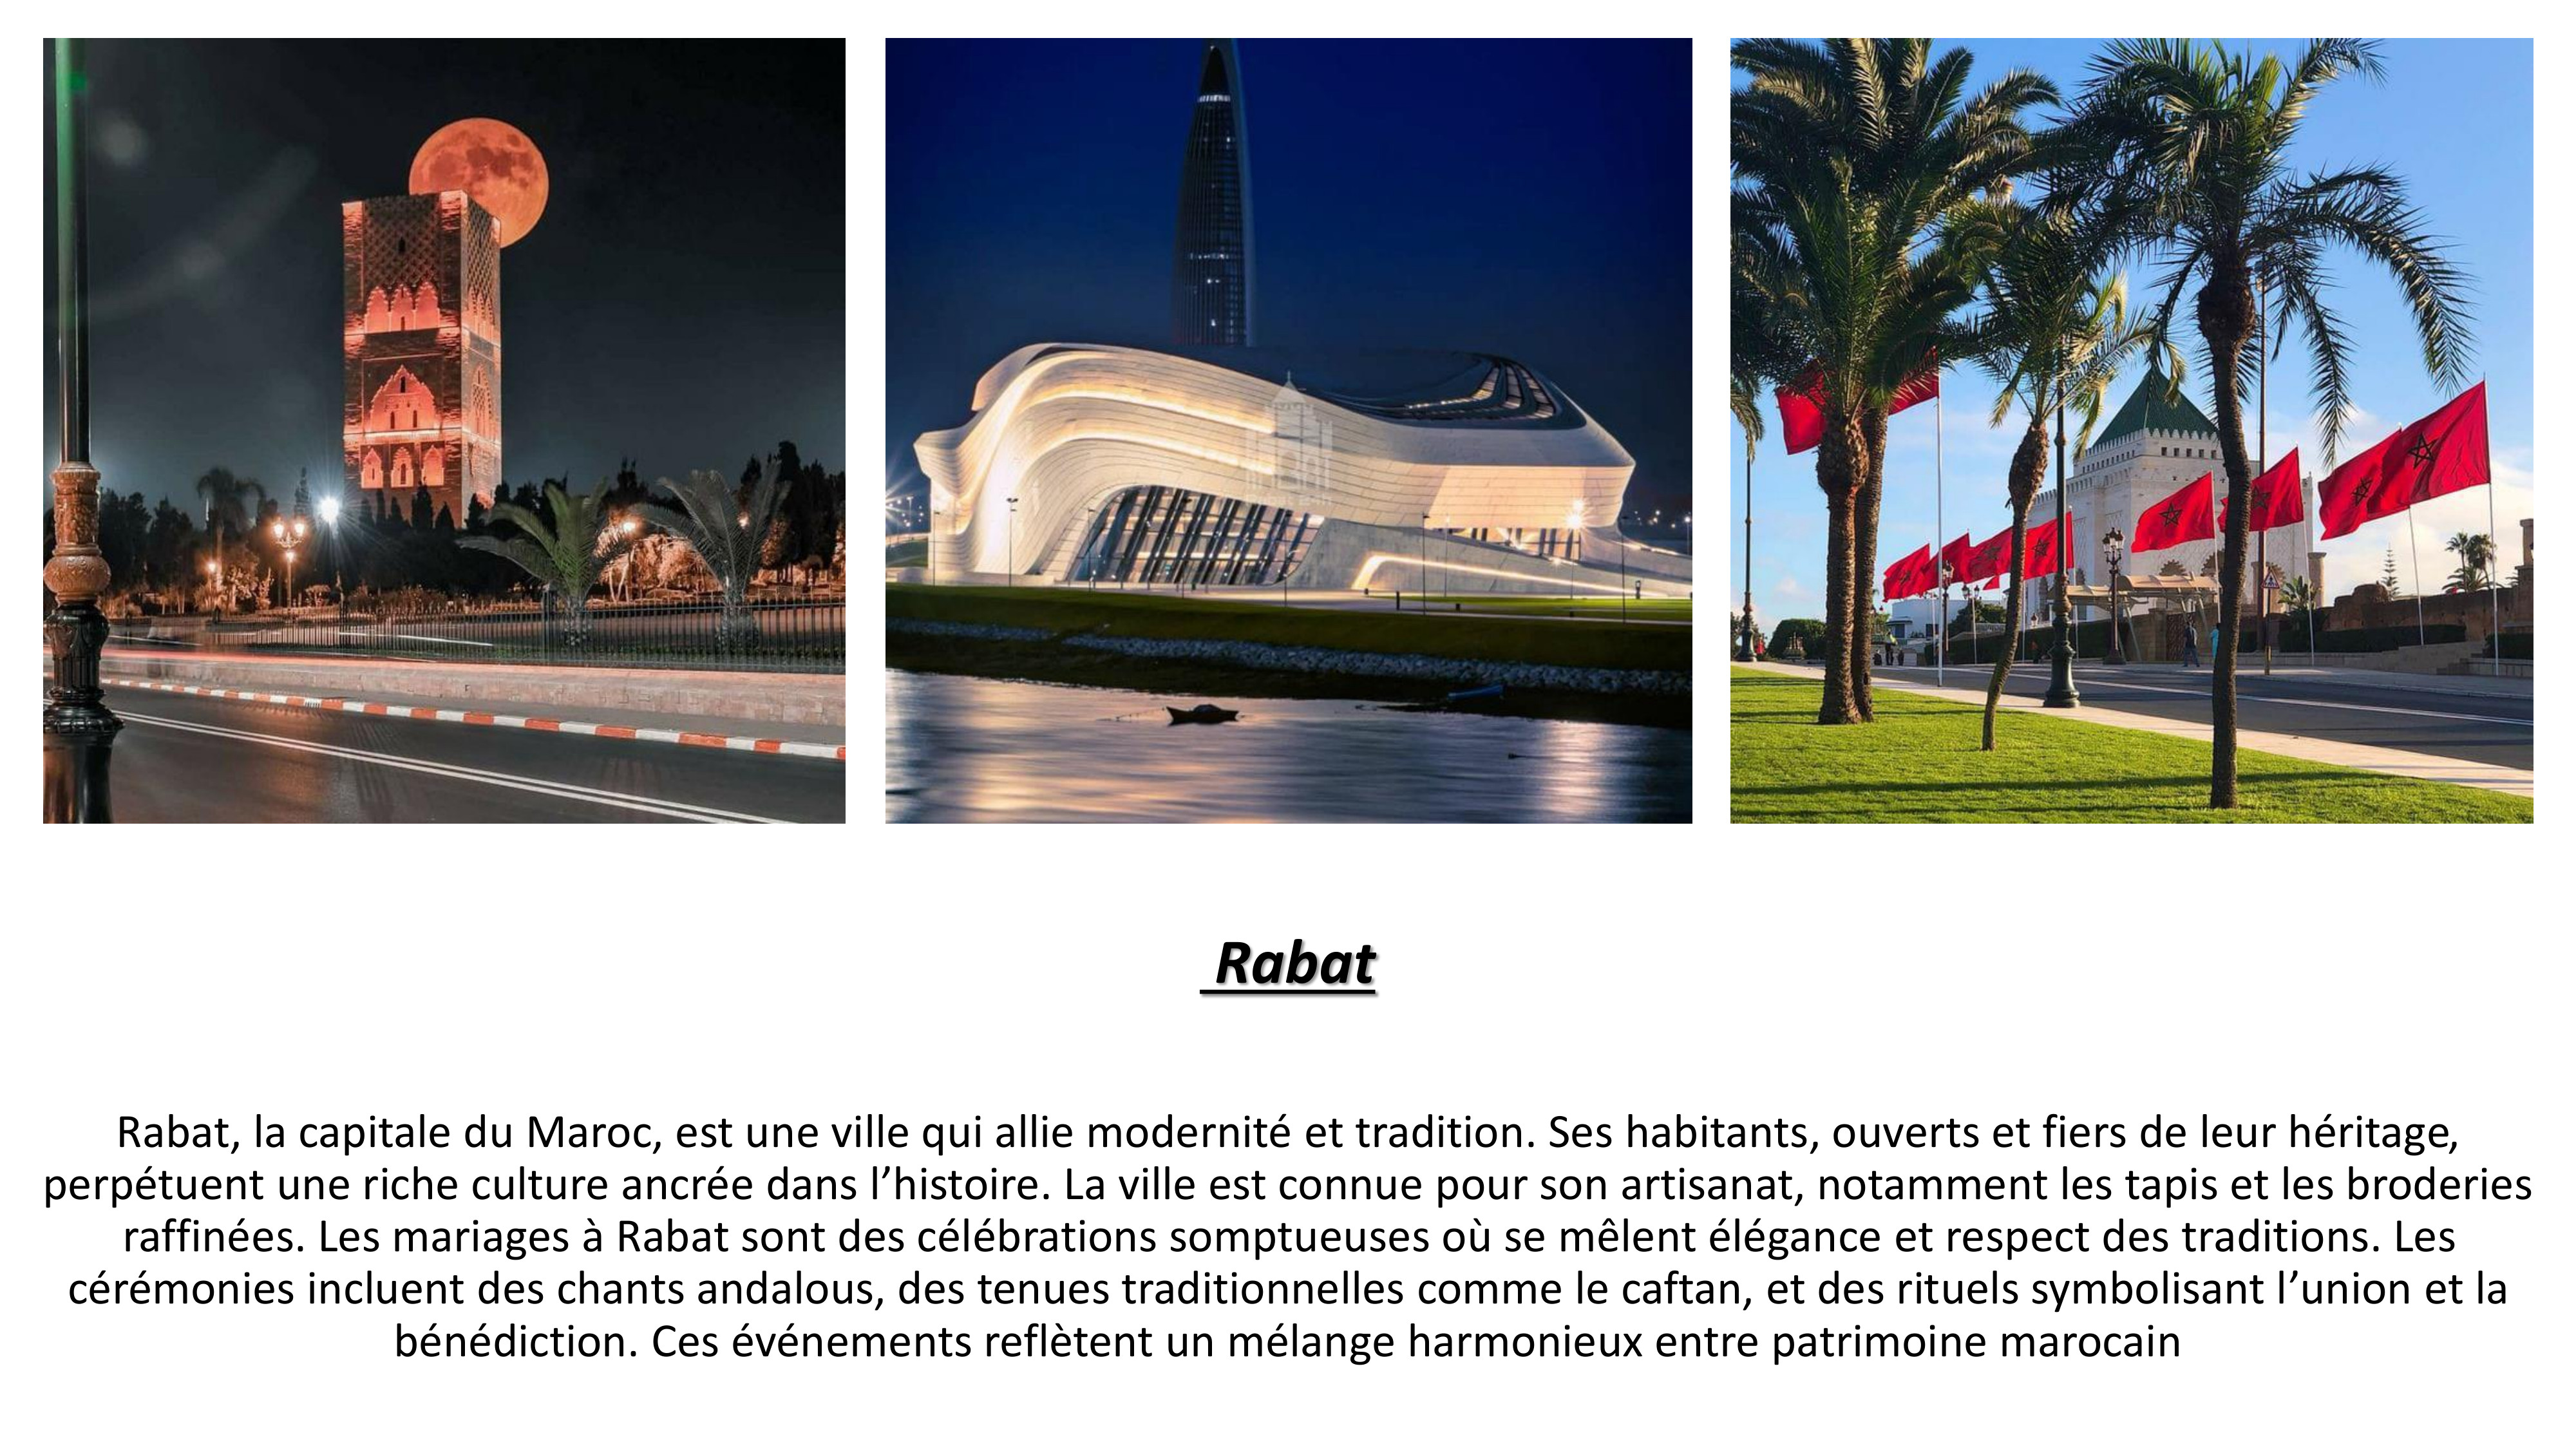 Rabat
Rabat, la capitale du Maroc, est une ville qui allie modernité et tradition. Ses habitants, ouverts et fiers de leur héritage,
perpétuent une riche culture ancrée dans l’histoire. La ville est connue pour son artisanat, notamment les tapis et les broderies
raffinées. Les mariages à Rabat sont des célébrations somptueuses où se mêlent élégance et respect des traditions. Les
cérémonies incluent des chants andalous, des tenues traditionnelles comme le caftan, et des rituels symbolisant l’union et la
bénédiction. Ces événements reflètent un mélange harmonieux entre patrimoine marocain